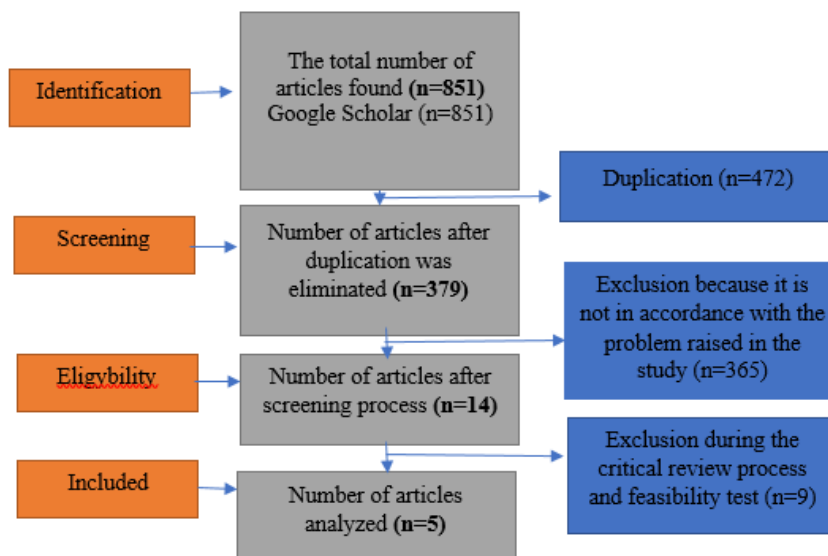 Identification
The total number of
articles found (n=851)
Google Scholar (n=851)
Duplication (n=472)
Screening
Number of articles after
duplication was
eliminated (n=379)
Exclusion because it is
not in accordance with the
problem raised in the
study (n=365)
Eligybility
Number of articles after
screening process (n=14)
Exclusion during the
critical review process
and feasibility test (n=9)
Included
Number of articles
analyzed (n=5)